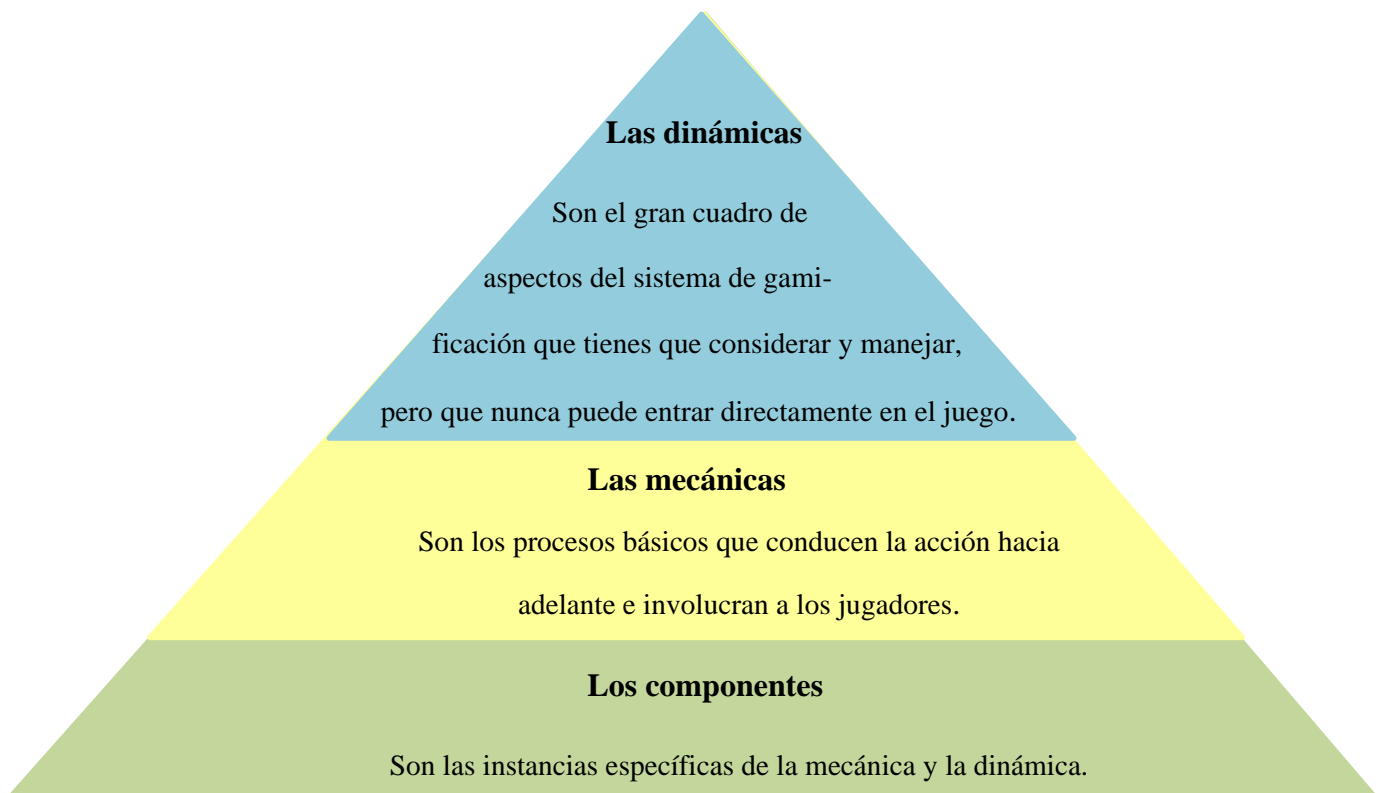 Las dinámicas
Son el gran cuadro de
aspectos del sistema de gami-
ficación que tienes que considerar y manejar,
pero que nunca puede entrar directamente en el juego.
Las mecánicas
Son los procesos básicos que conducen la acción hacia
adelante e involucran a los jugadores.
Los componentes
Son las instancias específicas de la mecánica y la dinámica.